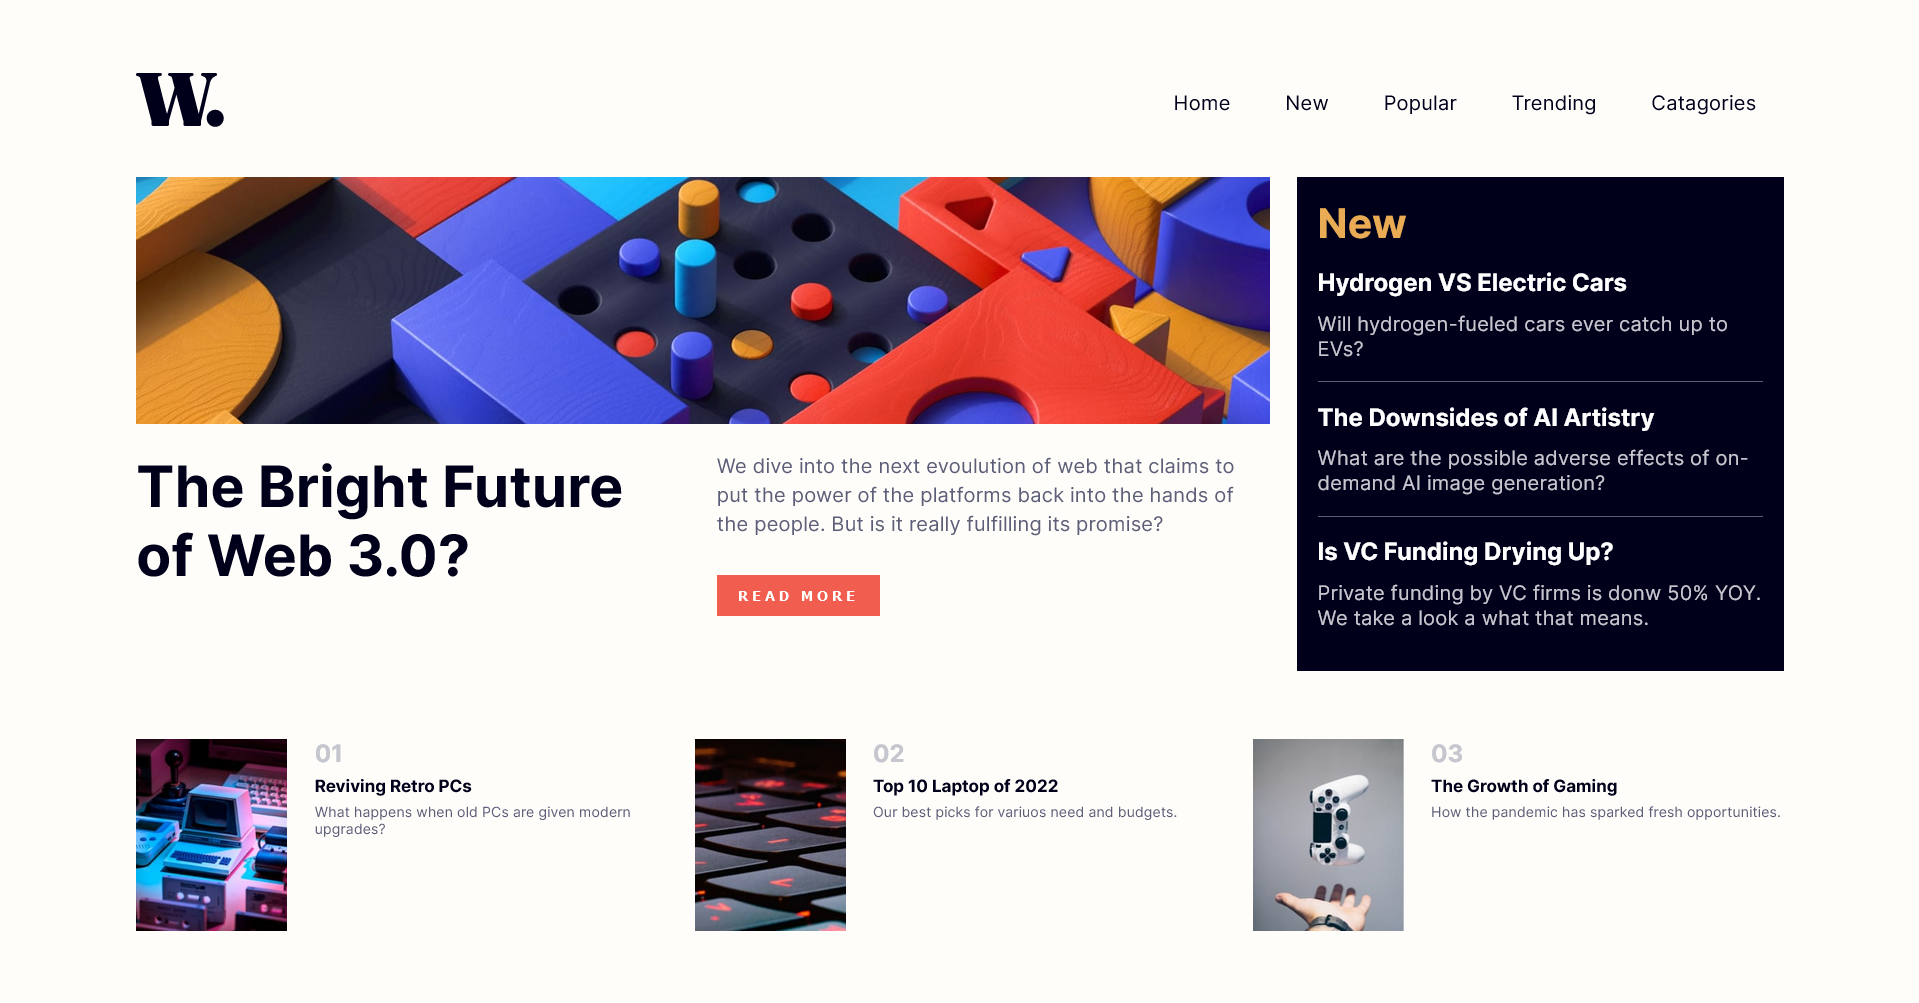 W.
Home New Popular Trending Catagories
The Bright Future
of Web 3.0?
We dive into the next evoulution of web that claims to
put the power of the platforms back into the hands of
the people. But is it really fulfilling its promise?
READ MORE
New
Hydrogen VS Electric Cars
Will hydrogen-fueled cars ever catch up to
EVs?
The Downsides of AI Artistry
What are the possible adverse effects of on-
demand AI image generation?
Is VC Funding Drying Up?
Private funding by VC firms is donw 50% YOY.
We take a look a what that means.
01
Reviving Retro PCs
What happens when old PCs are given modern
upgrades?
02
Top 10 Laptop of 2022
Our best picks for variuos need and budgets.
03
The Growth of Gaming
How the pandemic has sparked fresh opportunities.